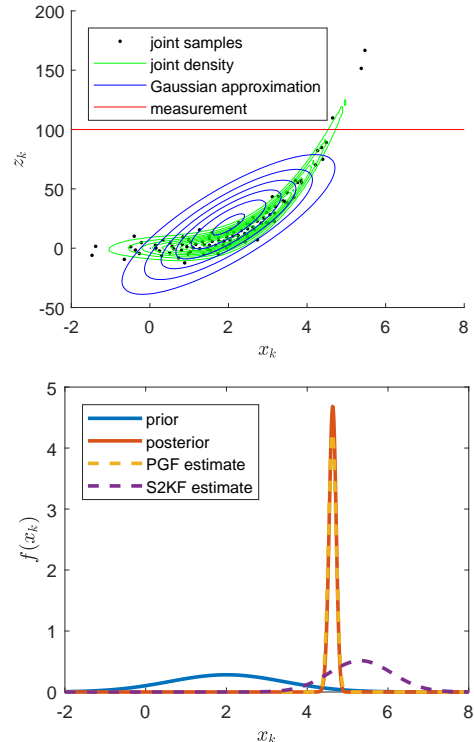 200
150
100
50
0
-50
z_k
joint samples
joint density
Gaussian approximation
measurement
-2 0 2 4 6 8
x_k
5
4
3
2
1
0
f(x_k)
prior
posterior
PGF estimate
S2KF estimate
-2 0 2 4 6 8
x_k